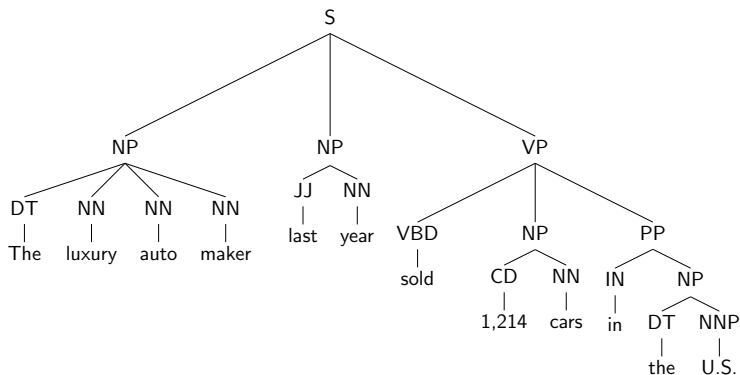 S
NP NP VP
DT NN NN NN JJ NN VBD NP PP
The luxury auto maker last year sold CD NN IN NP
1,214 cars in DT NNP
the U.S.